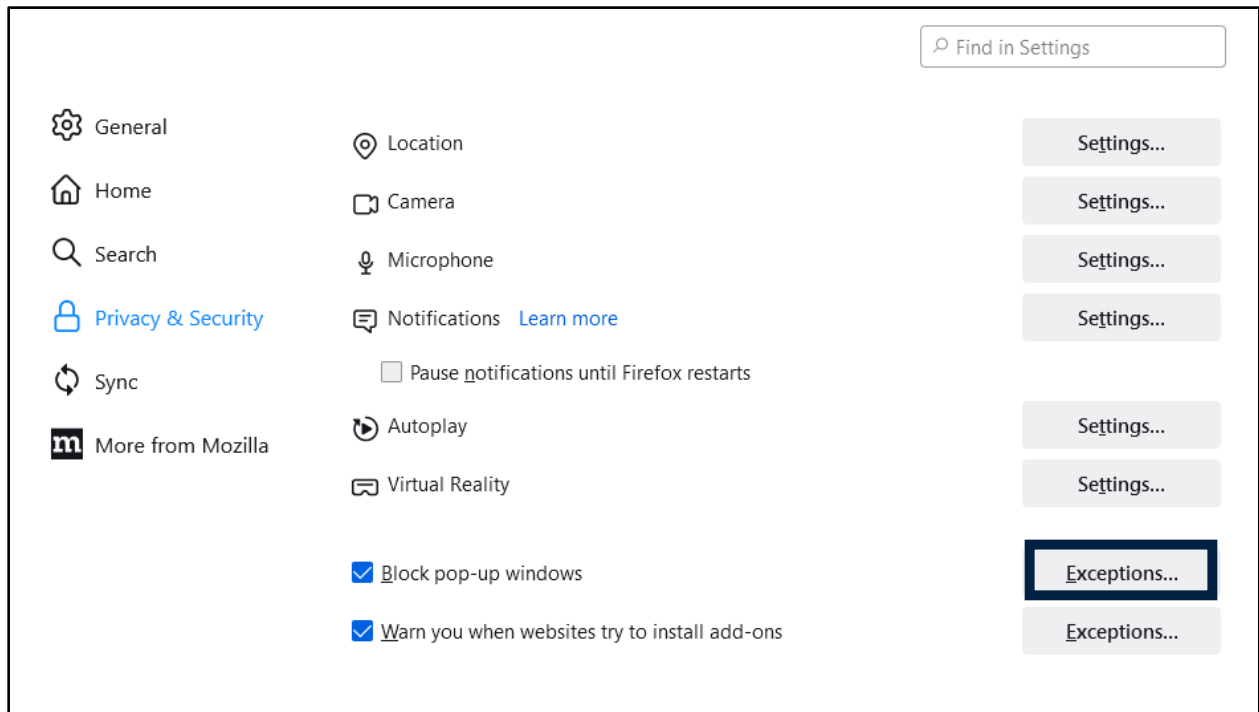 Find in Settings
General
Home
Search
Privacy & Security
Sync
m More from Mozilla
Location Settings...
Camera Settings...
Microphone Settings...
Notifications Learn more Settings...
Pause notifications until Firefox restarts
Autoplay Settings...
Virtual Reality Settings...
Block pop-up windows Exceptions...
Warn you when websites try to install add-ons Exceptions...